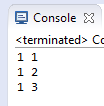 Console
<terminated> Co
1 1
1 2
1 3